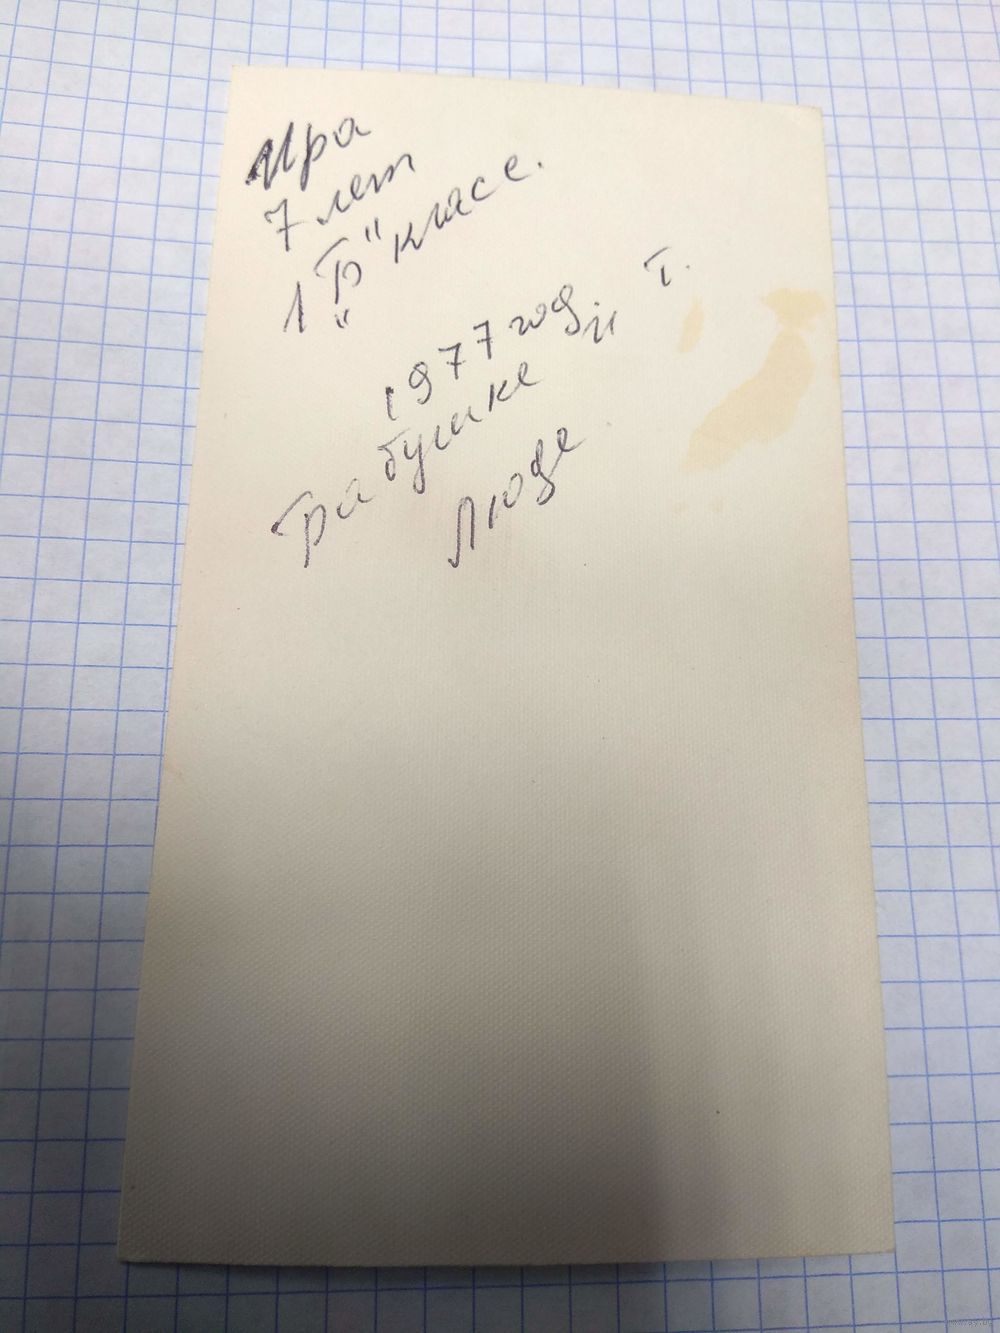 Ира
7 лет
1 „Б“ класс.
1977 год
Бабушке и т.
Люде